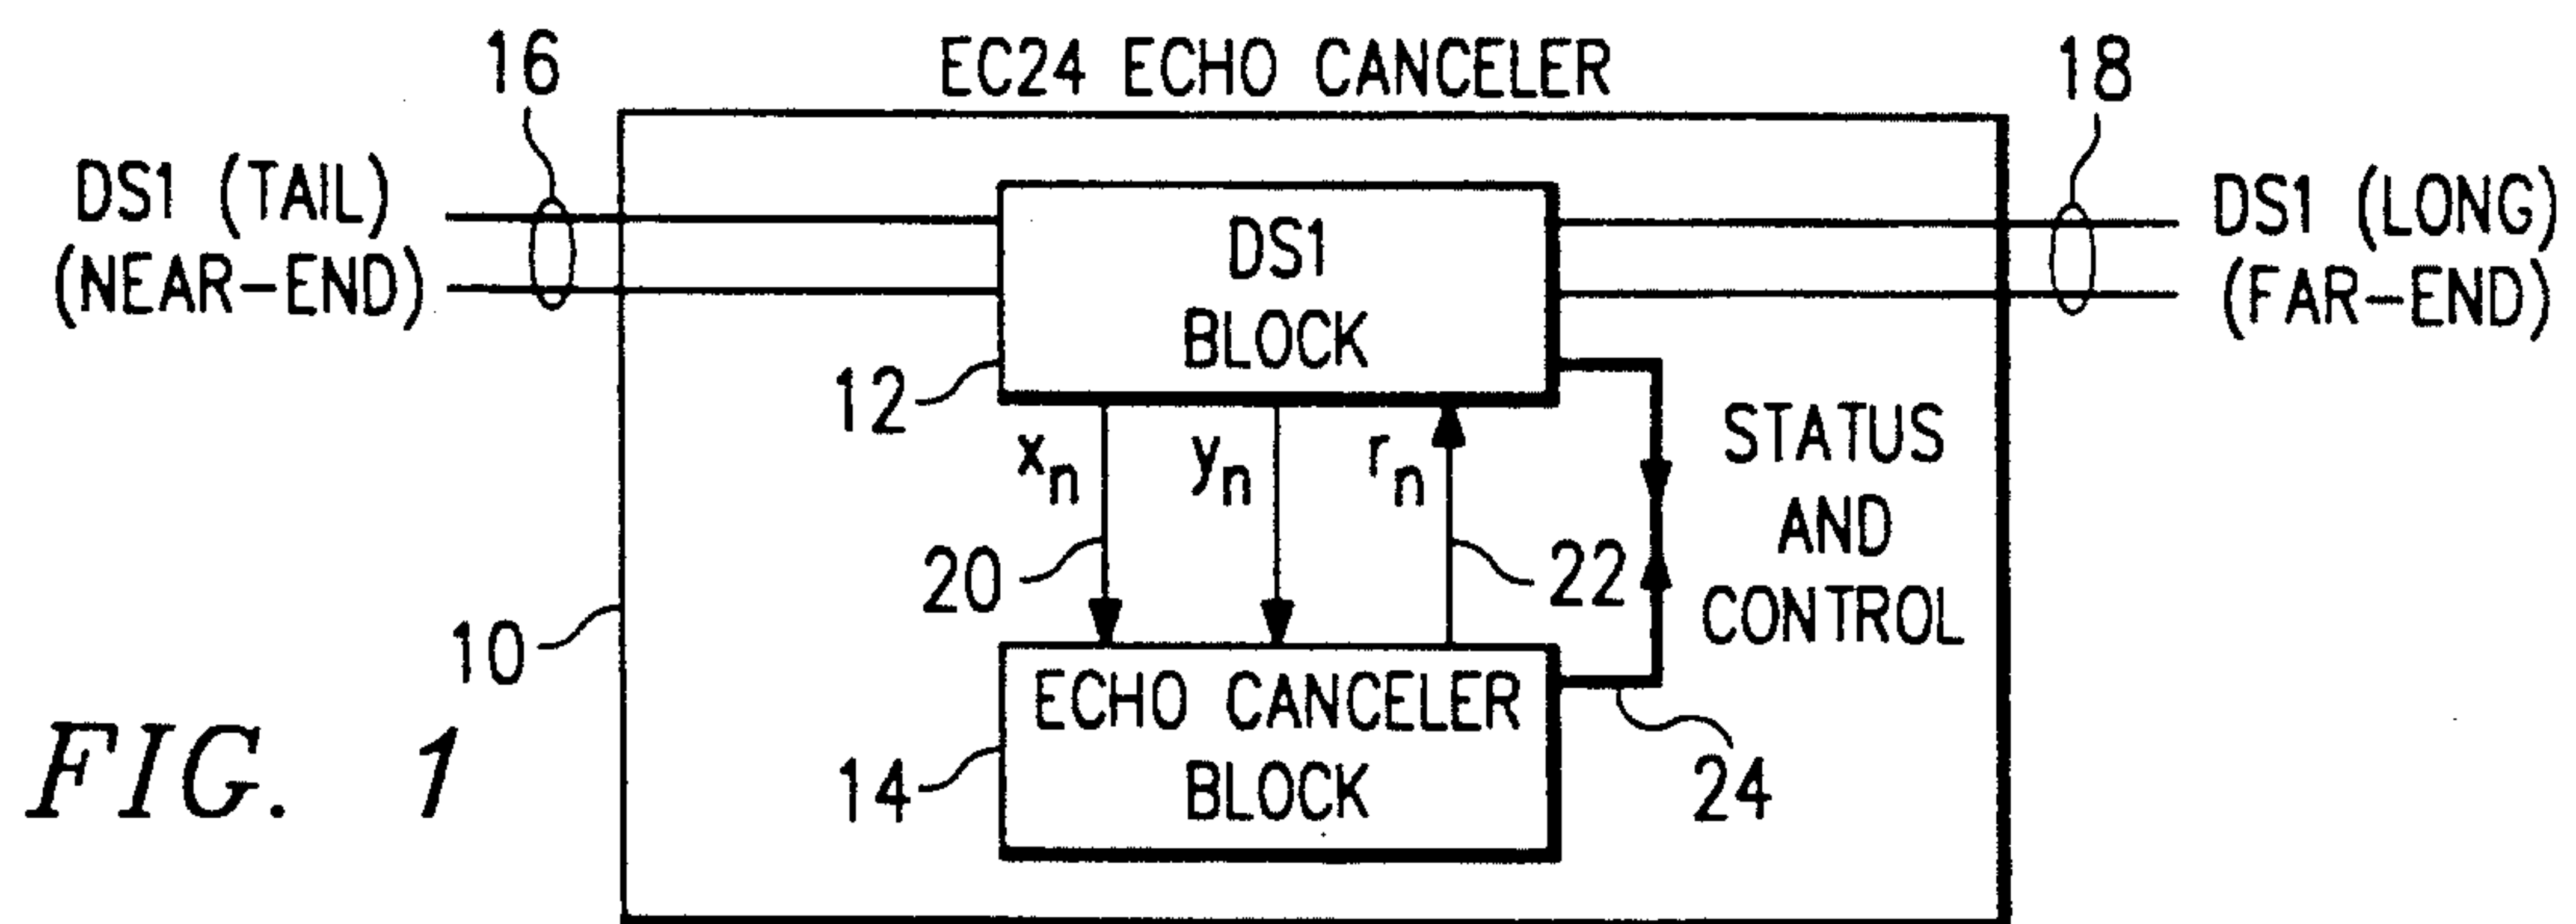 EC24 ECHO CANCELER
16
18
DS1 (TAIL)
(NEAR-END)
DS1 (LONG)
(FAR-END)
DS1
BLOCK
12
xn
yn
rn
STATUS
AND
CONTROL
20
22
10
ECHO CANCELER
BLOCK
14
24
FIG. 1